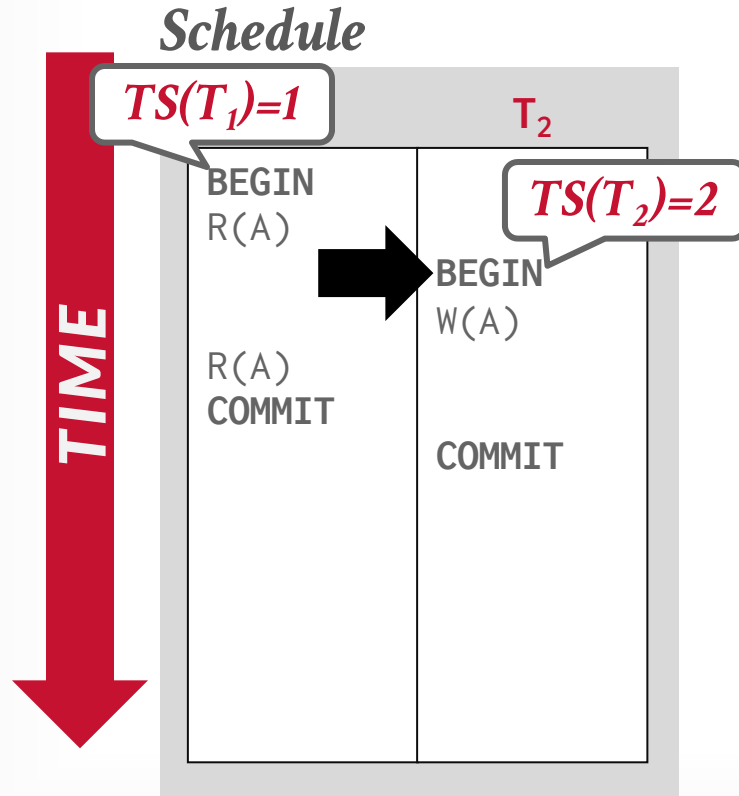 Schedule
TS(T₁)=1
T₂
BEGIN
R(A)
TS(T₂)=2
BEGIN
W(A)
R(A)
COMMIT
COMMIT
TIME